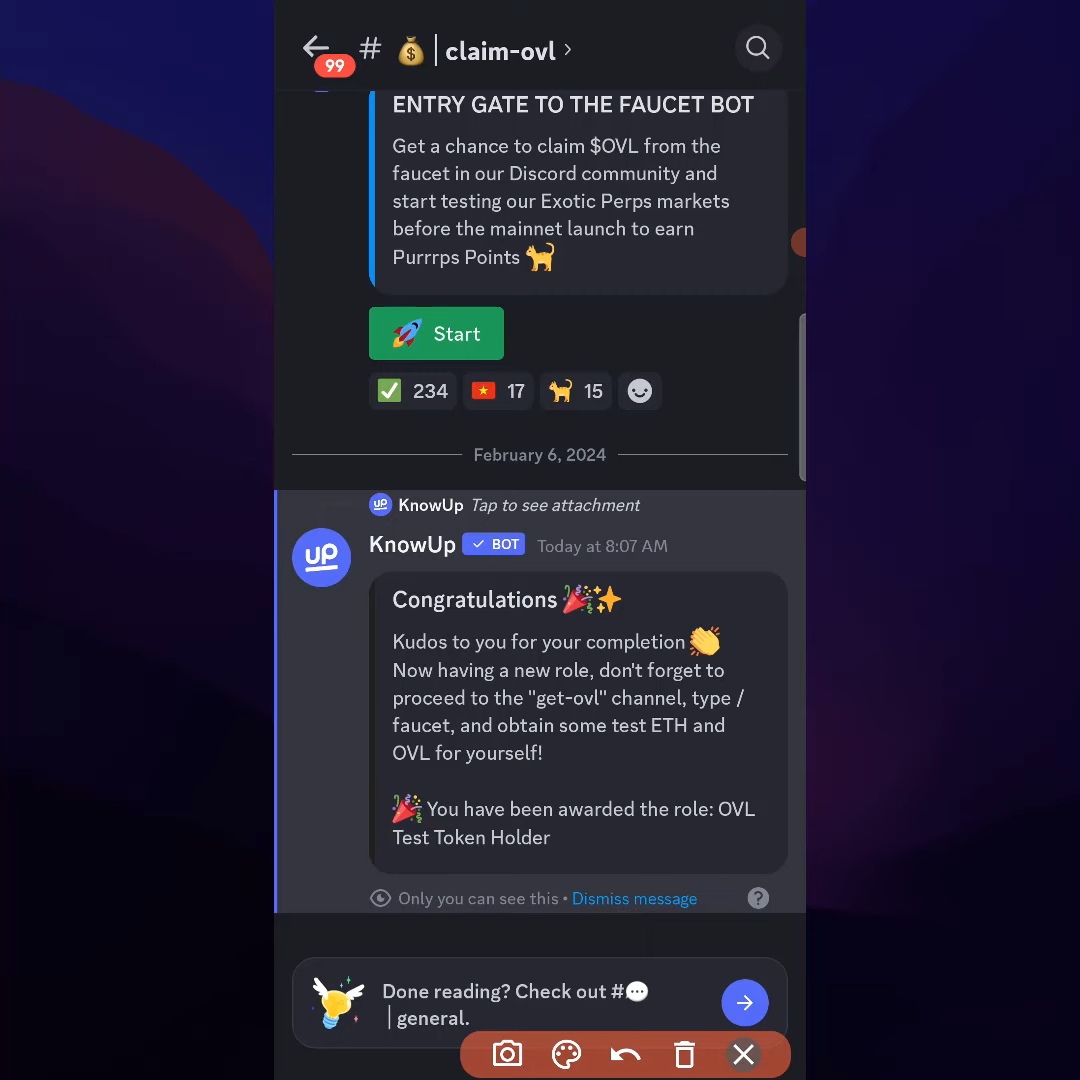 99 # 💰 | claim-ovl >
ENTRY GATE TO THE FAUCET BOT
Get a chance to claim $OVL from the
faucet in our Discord community and
start testing our Exotic Perps markets
before the mainnet launch to earn
Purrrps Points 🐈
🚀 Start
✅ 234 🇻🇳 17 🐈 15
February 6, 2024
UP KnowUp Tap to see attachment
UP
KnowUp ✓ BOT Today at 8:07 AM
Congratulations 🎉✨
Kudos to you for your completion 👏
Now having a new role, don't forget to
proceed to the "get-ovl" channel, type /
faucet, and obtain some test ETH and
OVL for yourself!
🎉 You have been awarded the role: OVL
Test Token Holder
Only you can see this • Dismiss message ?
Done reading? Check out #💬
| general.